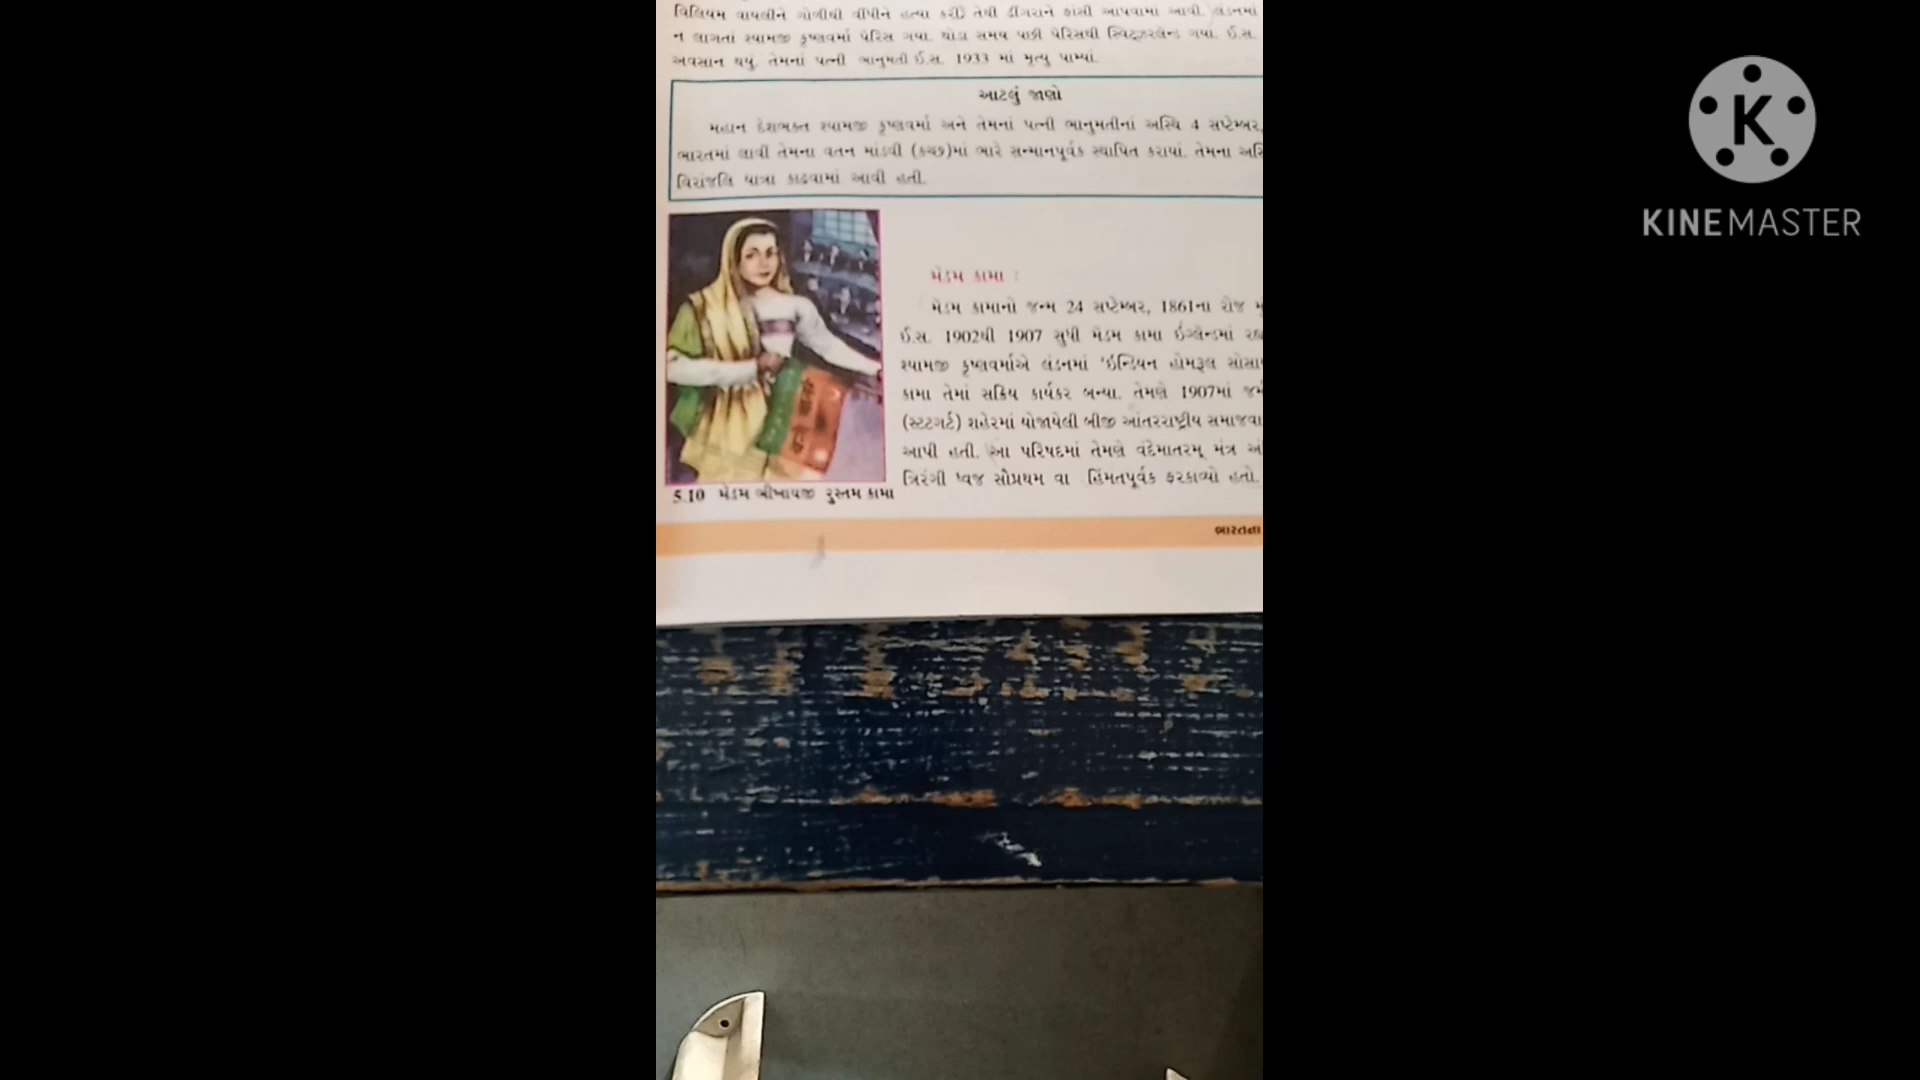 વિલિયમ વાયલીને ગોળીથી વીંધીને હત્યા કરી; તેથી ઢીંગરાને ફાંસી આપવામાં આવી. લંડનમાં
ન લાગતાં શ્યામજી કૃષ્ણવર્મા પેરિસ ગયા. થોડા સમય પછી પેરિસથી સ્વિટ્ઝરલૅન્ડ ગયા. ઈ.સ.
અવસાન થયું. તેમનાં પત્ની ભાનુમતી ઈ.સ. 1933 માં મૃત્યુ પામ્યાં.
આટલું જાણો
મહાન દેશભક્ત શ્યામજી કૃષ્ણવર્મા અને તેમનાં પત્ની ભાનુમતીનાં અસ્થિ 4 સપ્ટેમ્બર,
ભારતમાં લાવી તેમના વતન માંડવી (કચ્છ)માં ભારે સન્માનપૂર્વક સ્થાપિત કરાયાં. તેમના
વિરાંજલિ યાત્રા કાઢવામાં આવી હતી.
મૅડમ કામા :
મૅડમ કામાનો જન્મ 24 સપ્ટેમ્બર, 1861ના રોજ
ઈ.સ. 1902થી 1907 સુધી મૅડમ કામા ઇંગ્લૅન્ડમાં
શ્યામજી કૃષ્ણવર્માએ લંડનમાં 'ઇન્ડિયન હોમરૂલ
કામા તેમાં સક્રિય કાર્યકર બન્યા. તેમણે 1907માં
(સ્ટટગર્ટ) શહેરમાં યોજાયેલી બીજી આંતરરાષ્ટ્રીય
આપી હતી. આ પરિષદમાં તેમણે વંદેમાતરમ્ મંત્ર
ત્રિરંગી ધ્વજ સૌપ્રથમ વા હિંમતપૂર્વક ફરકાવ્યો હતો.
5.10 મૅડમ ભીખાયજી રુસ્તમ કામા
ભારતના
K
KINEMASTER